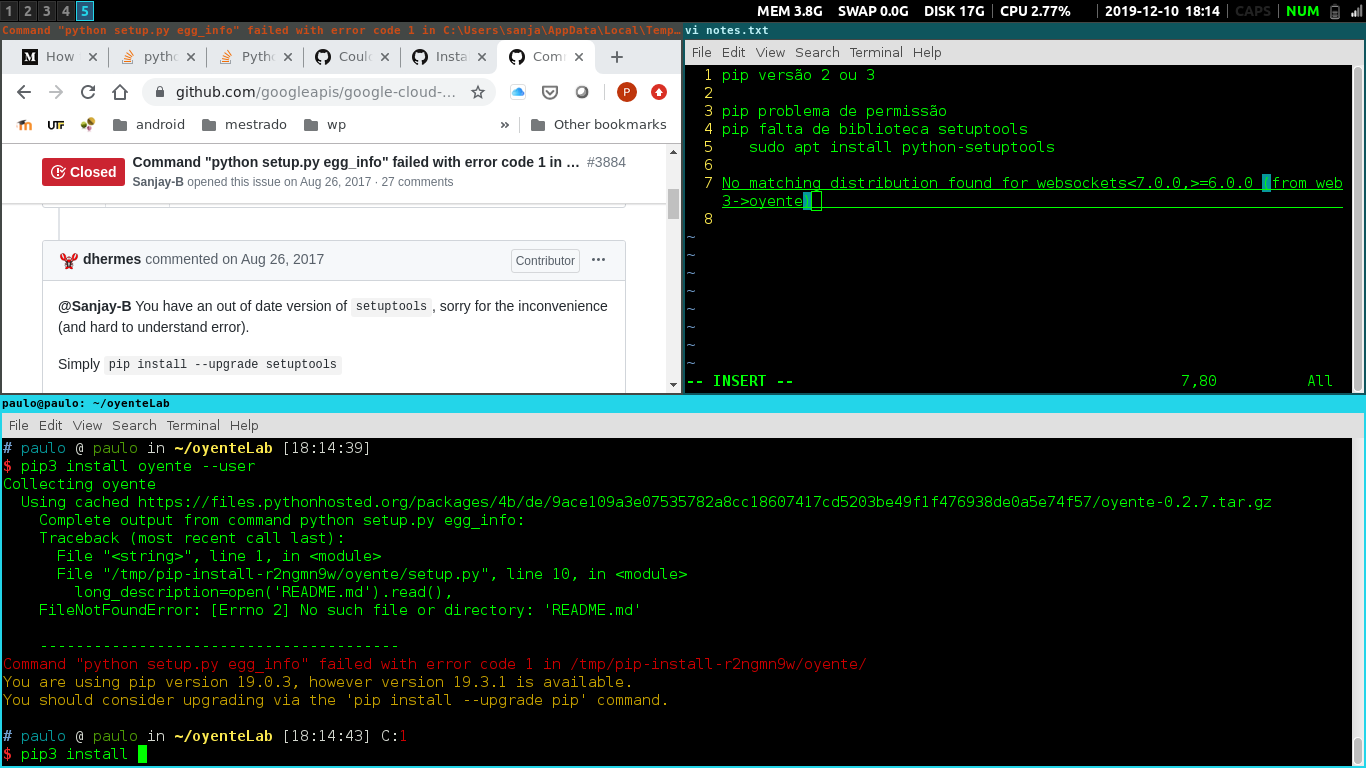 1 2 3 4 5 MEM 3.8G SWAP 0.0G DISK 17G CPU 2.77% 2019-12-10 18:14 CAPS NUM
Command "python setup.py egg_info" failed with error code 1 in C:\Users\sanja\AppData\Local\Temp…
How pytho Pytho Coul Insta Com
github.com/googleapis/google-cloud-... P
UTF android mestrado wp » Other bookmarks
Closed
Command "python setup.py egg_info" failed with error code 1 in … #3884
Sanjay-B opened this issue on Aug 26, 2017 · 27 comments
dhermes commented on Aug 26, 2017 Contributor
@Sanjay-B You have an out of date version of setuptools , sorry for the inconvenience
(and hard to understand error).
Simply pip install --upgrade setuptools
vi notes.txt
File Edit View Search Terminal Help
1 pip versão 2 ou 3
2
3 pip problema de permissão
4 pip falta de biblioteca setuptools
5 sudo apt install python-setuptools
6
7 No matching distribution found for websockets<7.0.0,>=6.0.0 (from web
3->oyente)
8
~
~
~
~
~
~
~
~
-- INSERT -- 7,80 All
paulo@paulo: ~/oyenteLab
File Edit View Search Terminal Help
# paulo @ paulo in ~/oyenteLab [18:14:39]
$ pip3 install oyente --user
Collecting oyente
Using cached https://files.pythonhosted.org/packages/4b/de/9ace109a3e07535782a8cc18607417cd5203be49f1f476938de0a5e74f57/oyente-0.2.7.tar.gz
Complete output from command python setup.py egg_info:
Traceback (most recent call last):
File "<string>", line 1, in <module>
File "/tmp/pip-install-r2ngmn9w/oyente/setup.py", line 10, in <module>
long_description=open('README.md').read(),
FileNotFoundError: [Errno 2] No such file or directory: 'README.md'
----------------------------------------
Command "python setup.py egg_info" failed with error code 1 in /tmp/pip-install-r2ngmn9w/oyente/
You are using pip version 19.0.3, however version 19.3.1 is available.
You should consider upgrading via the 'pip install --upgrade pip' command.
# paulo @ paulo in ~/oyenteLab [18:14:43] C:1
$ pip3 install